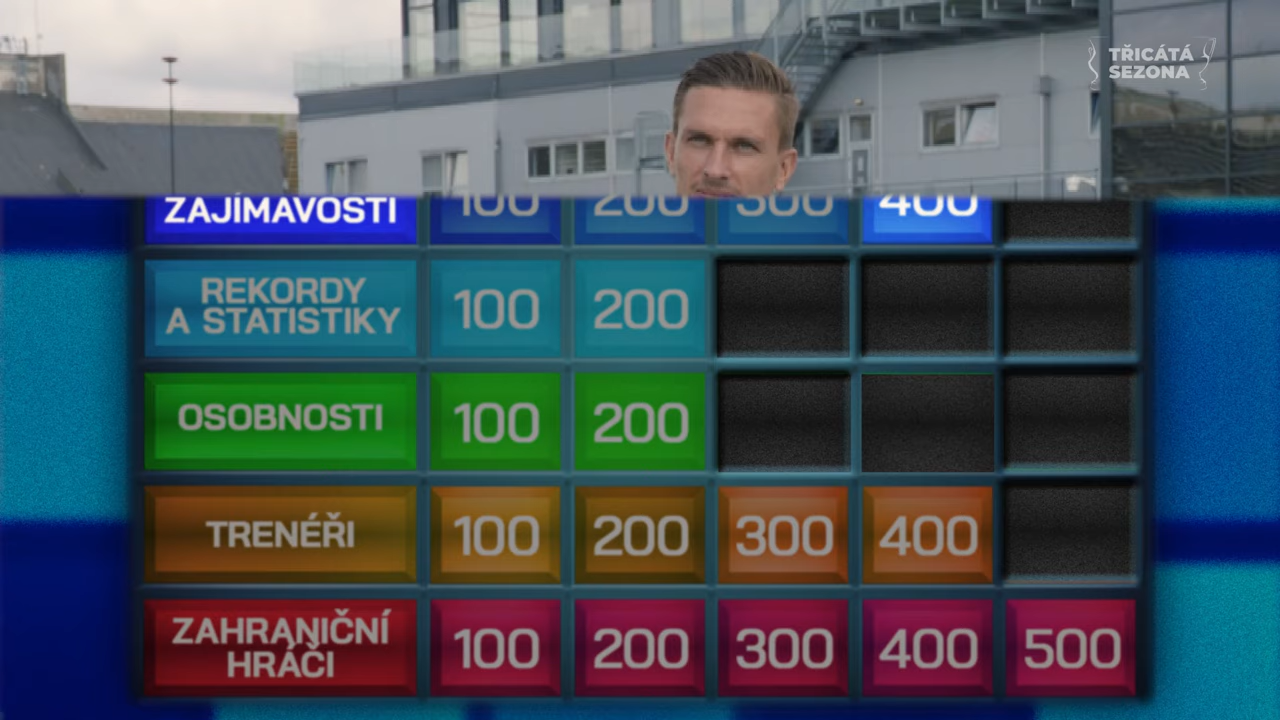 TŘICÁTÁ
SEZONA
ZAJÍMAVOSTI 100 200 300 400
REKORDY
A STATISTIKY 100 200
OSOBNOSTI 100 200
TRENÉŘI 100 200 300 400
ZAHRANIČNÍ
HRÁČI 100 200 300 400 500